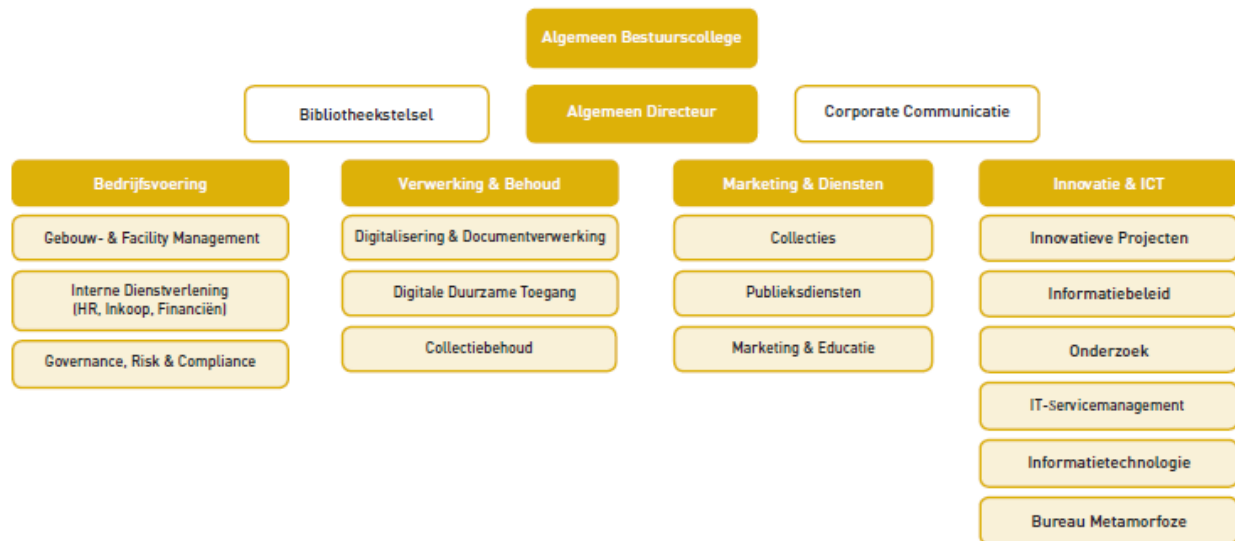 Algemeen Bestuurscollege
Bibliotheekstelsel
Algemeen Directeur
Corporate Communicatie
Bedrijfsvoering
Gebouw- & Facility Management
Interne Dienstverlening
(HR, Inkoop, Financiën)
Governance, Risk & Compliance
Verwerking & Behoud
Digitalisering & Documentverwerking
Digitale Duurzame Toegang
Collectiebehoud
Marketing & Diensten
Collecties
Publieksdiensten
Marketing & Educatie
Innovatie & ICT
Innovatieve Projecten
Informatiebeleid
Onderzoek
IT-Servicemanagement
Informatietechnologie
Bureau Metamorfoze